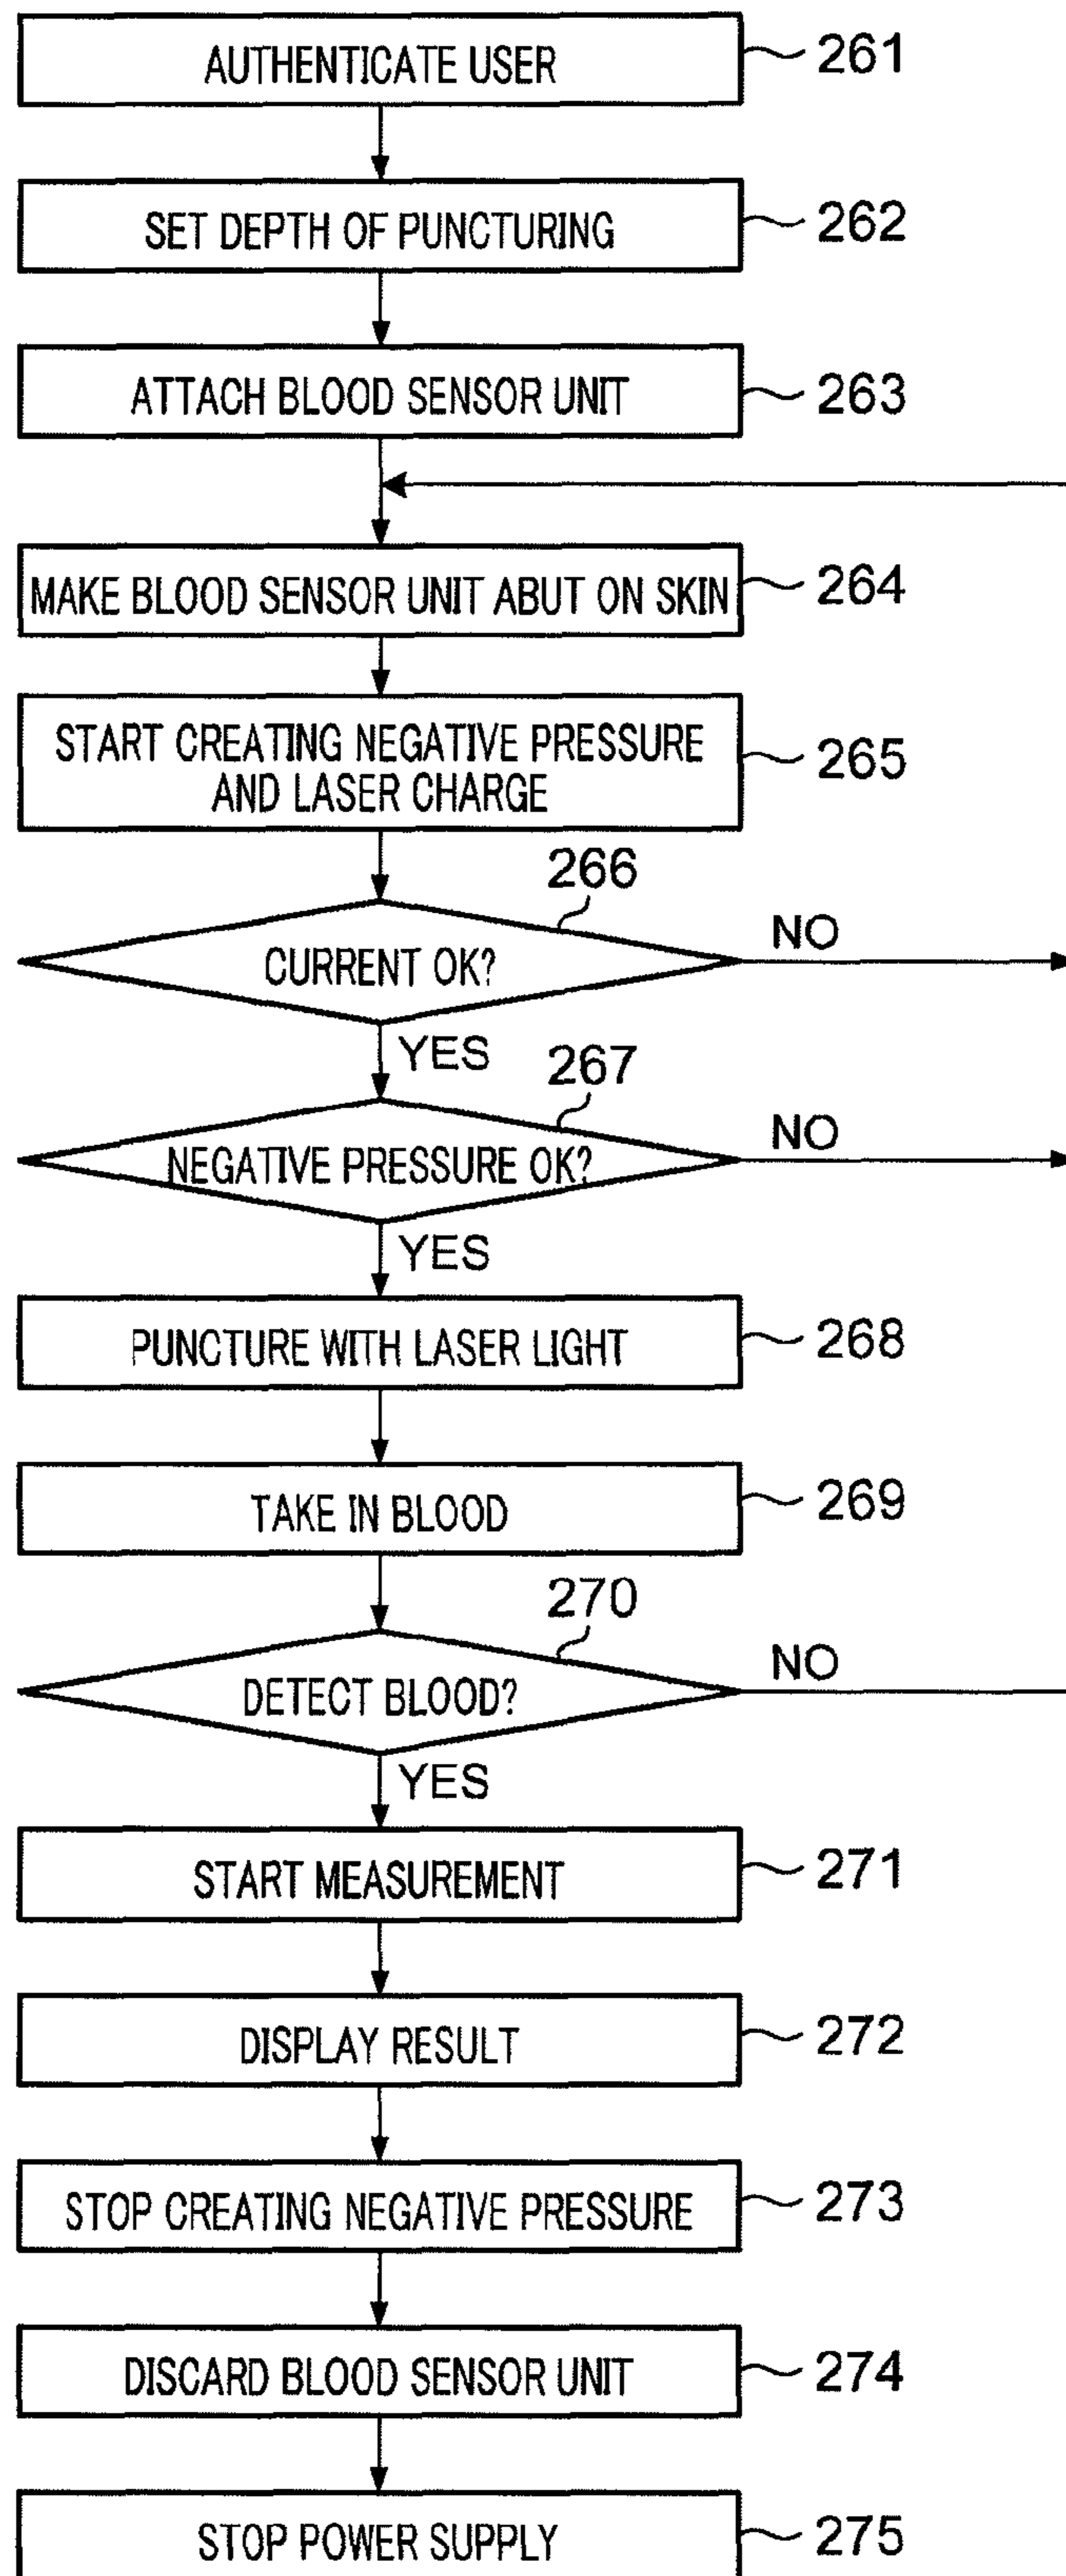 AUTHENTICATE USER
261
SET DEPTH OF PUNCTURING
262
ATTACH BLOOD SENSOR UNIT
263
MAKE BLOOD SENSOR UNIT ABUT ON SKIN
264
START CREATING NEGATIVE PRESSURE
AND LASER CHARGE
265
266
CURRENT OK?
NO
YES
267
NEGATIVE PRESSURE OK?
NO
YES
PUNCTURE WITH LASER LIGHT
268
TAKE IN BLOOD
269
270
DETECT BLOOD?
NO
YES
START MEASUREMENT
271
DISPLAY RESULT
272
STOP CREATING NEGATIVE PRESSURE
273
DISCARD BLOOD SENSOR UNIT
274
STOP POWER SUPPLY
275